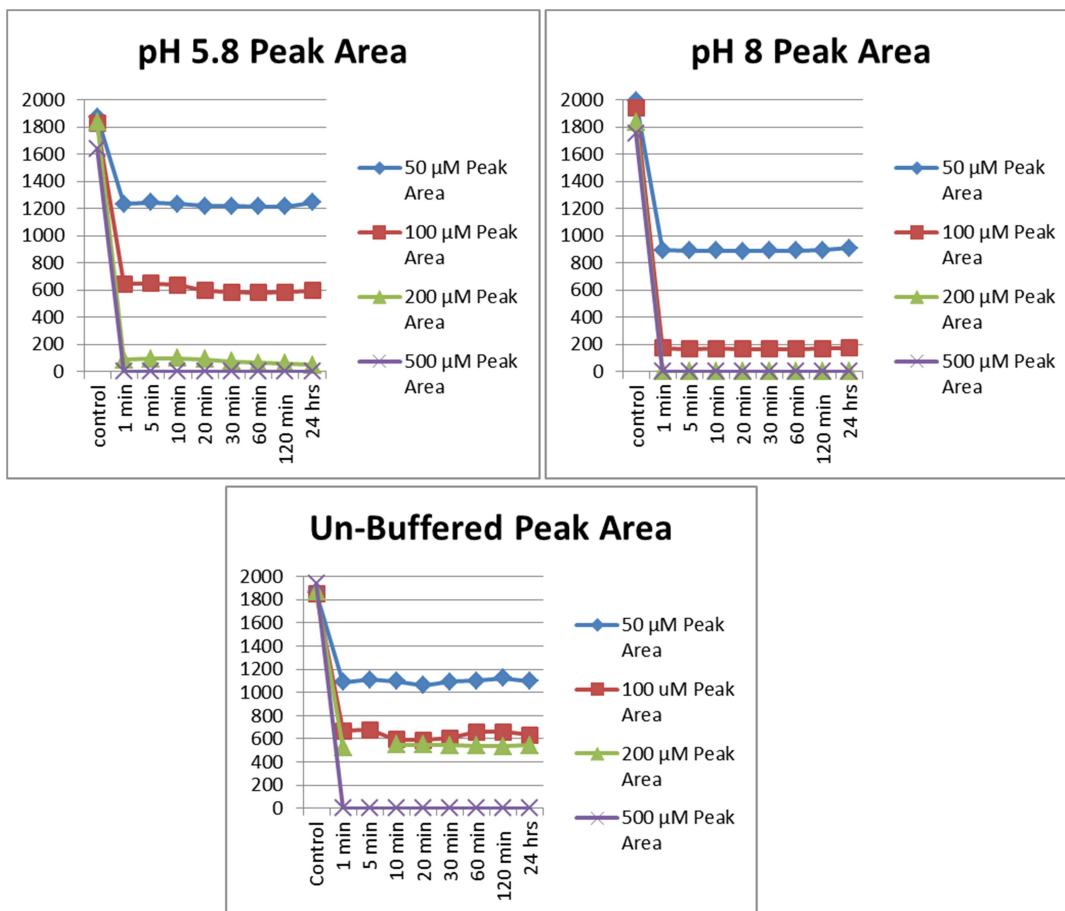 pH 5.8 Peak Area
2000
1800
1600
1400
1200
1000
800
600
400
200
0
control
1 min
5 min
10 min
20 min
30 min
60 min
120 min
24 hrs
50 µM Peak
Area
100 µM Peak
Area
200 µM Peak
Area
500 µM Peak
Area
pH 8 Peak Area
2000
1800
1600
1400
1200
1000
800
600
400
200
0
control
1 min
5 min
10 min
20 min
30 min
60 min
120 min
24 hrs
50 µM Peak
Area
100 µM Peak
Area
200 µM Peak
Area
500 µM Peak
Area
Un-Buffered Peak Area
2000
1800
1600
1400
1200
1000
800
600
400
200
0
Control
1 min
5 min
10 min
20 min
30 min
60 min
120 min
24 hrs
50 µM Peak
Area
100 uM Peak
Area
200 µM Peak
Area
500 µM Peak
Area